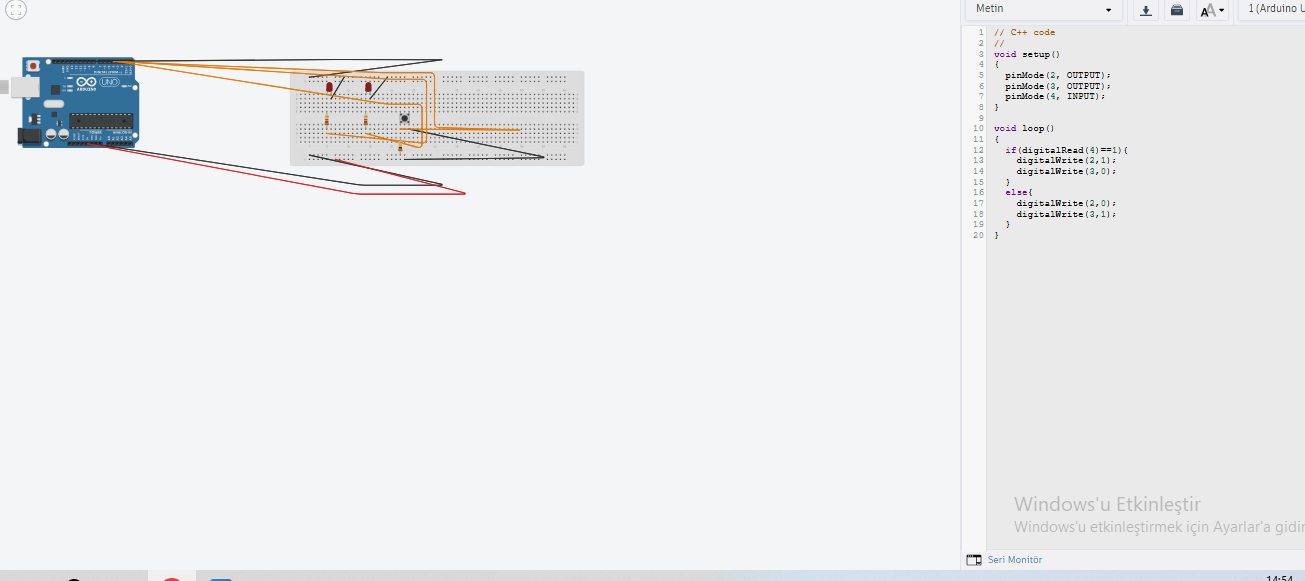 Metin
1 (Arduino U
1 // C++ code
2 //
3 void setup()
4 {
5 pinMode(2, OUTPUT);
6 pinMode(3, OUTPUT);
7 pinMode(4, INPUT);
8 }
9
10 void loop()
11 {
12 if(digitalRead(4)==1){
13 digitalWrite(2,1);
14 digitalWrite(3,0);
15 }
16 else{
17 digitalWrite(2,0);
18 digitalWrite(3,1);
19 }
20 }
UNO
ARDUINO
Windows'u Etkinleştir
Windows'u etkinleştirmek için Ayarlar'a gidin
Seri Monitör
14:54